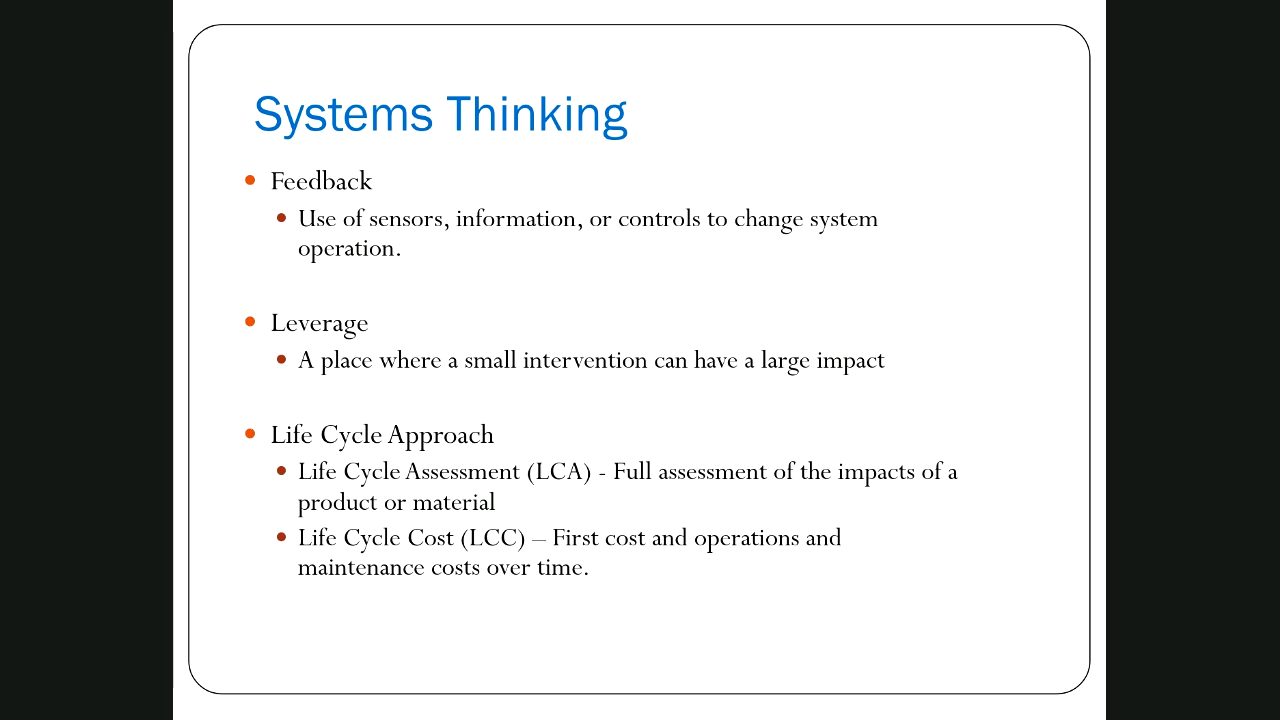 Systems Thinking
Feedback
Use of sensors, information, or controls to change system
operation.
Leverage
A place where a small intervention can have a large impact
Life Cycle Approach
Life Cycle Assessment (LCA) - Full assessment of the impacts of a
product or material
Life Cycle Cost (LCC) – First cost and operations and
maintenance costs over time.